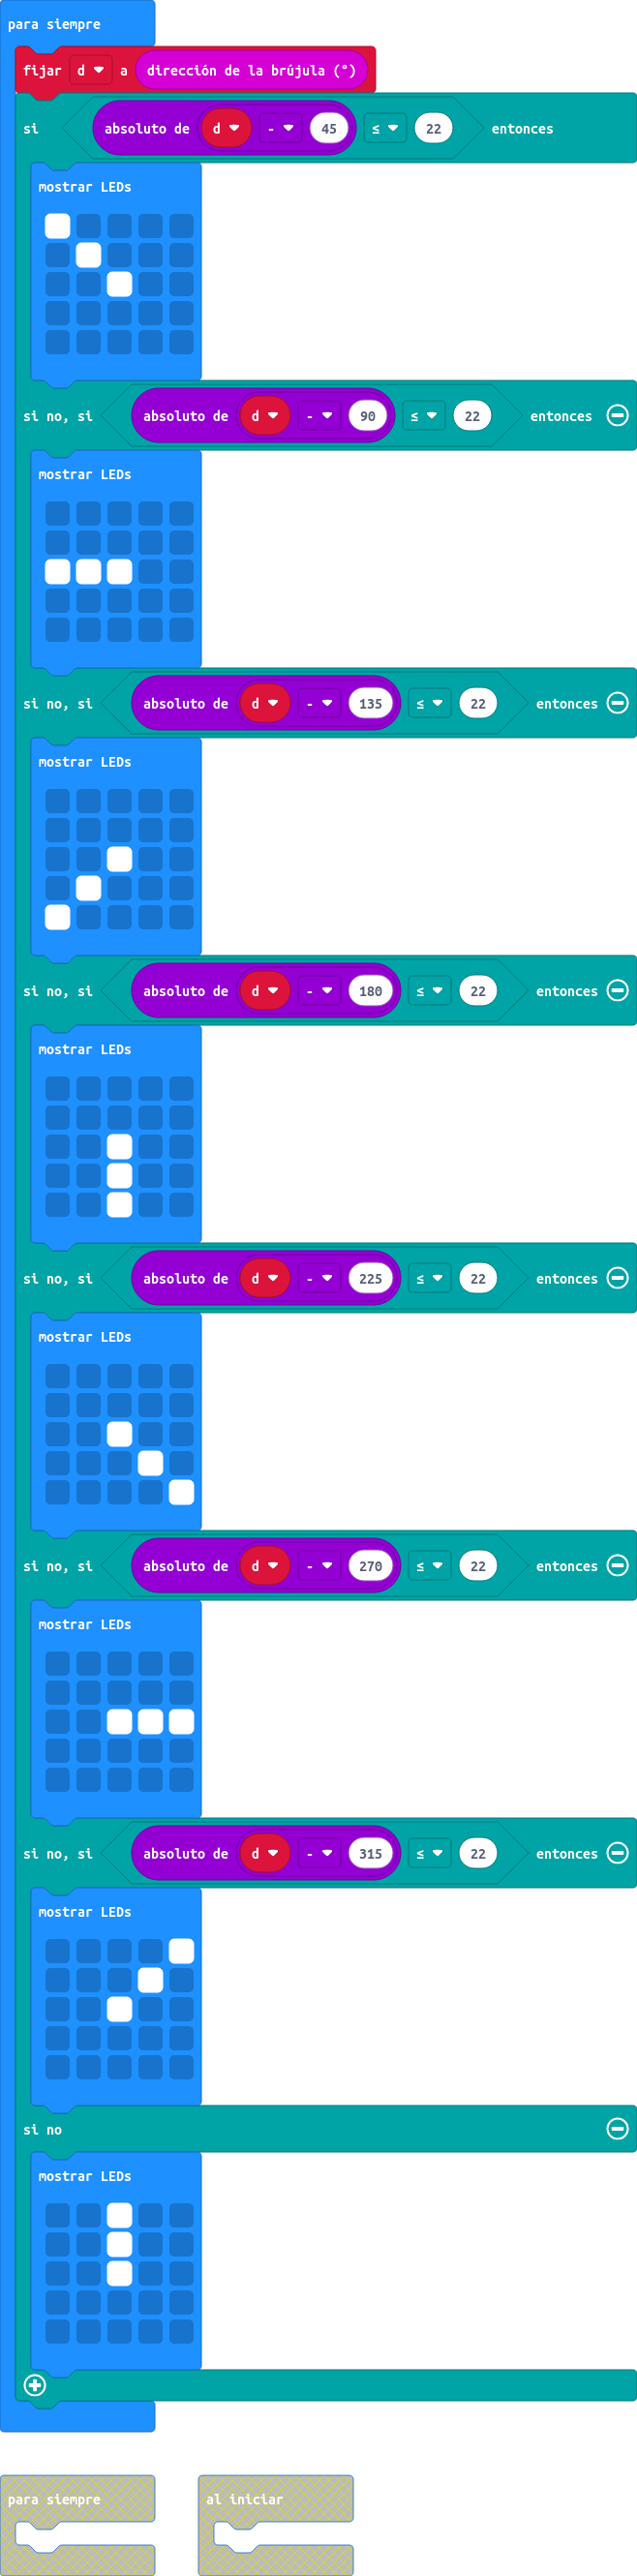 para siempre
fijar d a dirección de la brújula (°)
si absoluto de d - 45 ≤ 22 entonces
mostrar LEDs
si no, si absoluto de d - 90 ≤ 22 entonces
mostrar LEDs
si no, si absoluto de d - 135 ≤ 22 entonces
mostrar LEDs
si no, si absoluto de d - 180 ≤ 22 entonces
mostrar LEDs
si no, si absoluto de d - 225 ≤ 22 entonces
mostrar LEDs
si no, si absoluto de d - 270 ≤ 22 entonces
mostrar LEDs
si no, si absoluto de d - 315 ≤ 22 entonces
mostrar LEDs
si no
mostrar LEDs
para siempre al iniciar